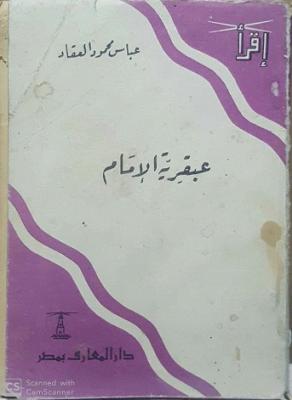 إقرأ
عباس محمود العقاد
عبقرية الإمام
دار المعارف بمصر
CS Scanned with
CamScanner